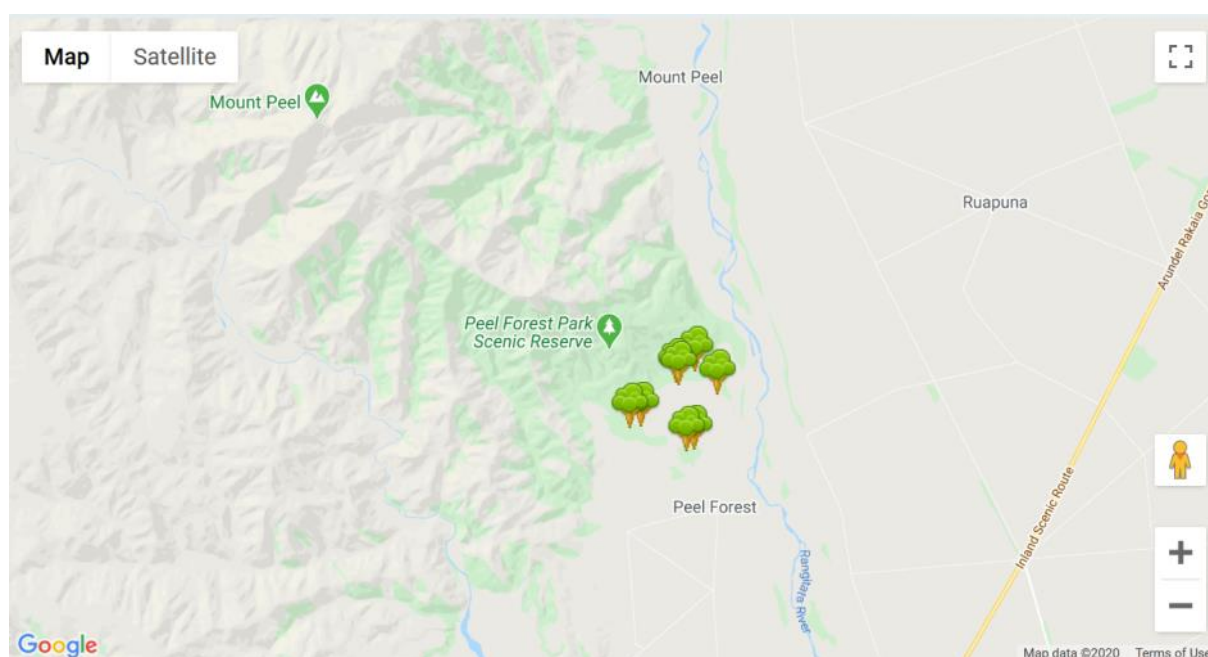 Map Satellite
Mount Peel
Mount Peel
Ruapuna
Arundel Rakaia Go
Peel Forest Park
Scenic Reserve
Peel Forest
Inland Scenic Route
Rangitata River
Google
Map data ©2020 Terms of Use